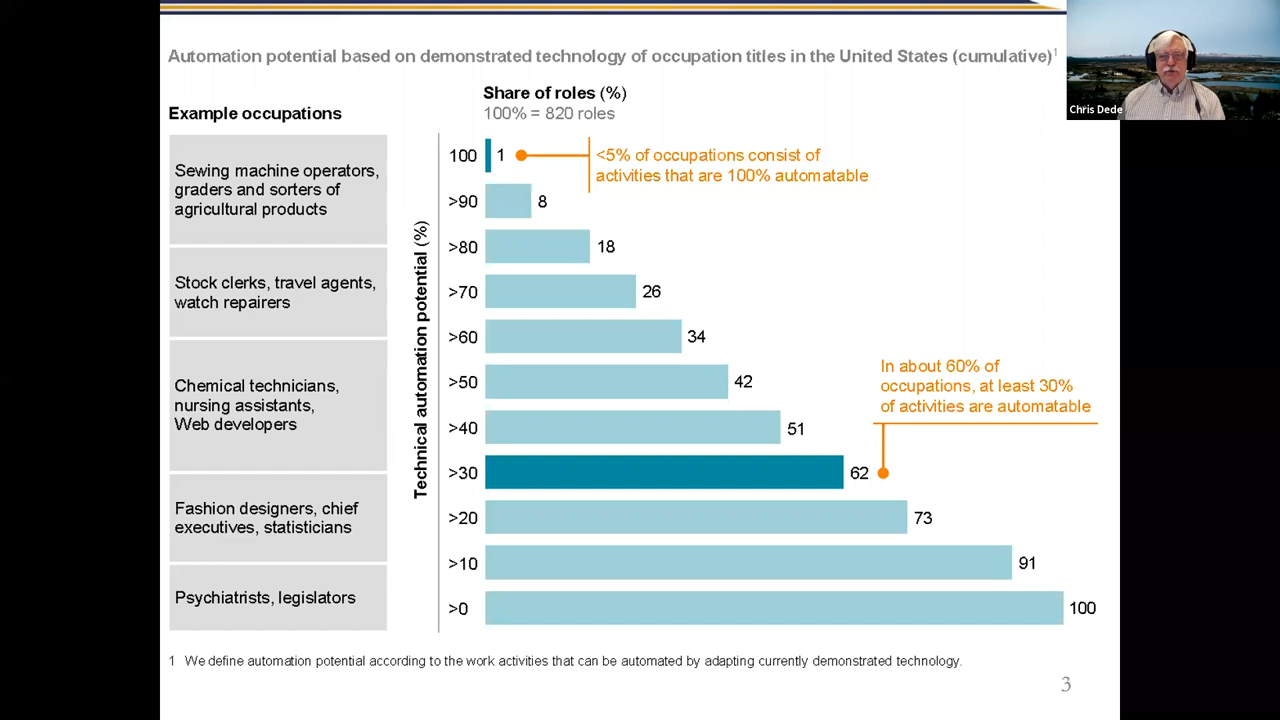 Automation potential based on demonstrated technology of occupation titles in the United States (cumulative)1
Chris Dede
Example occupations
Share of roles (%)
100% = 820 roles
Sewing machine operators,
graders and sorters of
agricultural products
Stock clerks, travel agents,
watch repairers
Chemical technicians,
nursing assistants,
Web developers
Fashion designers, chief
executives, statisticians
Psychiatrists, legislators
Technical automation potential (%)
100 1
<5% of occupations consist of
activities that are 100% automatable
>90 8
>80 18
>70 26
>60 34
>50 42
>40 51
>30 62
In about 60% of
occupations, at least 30%
of activities are automatable
>20 73
>10 91
>0 100
1 We define automation potential according to the work activities that can be automated by adapting currently demonstrated technology.
3